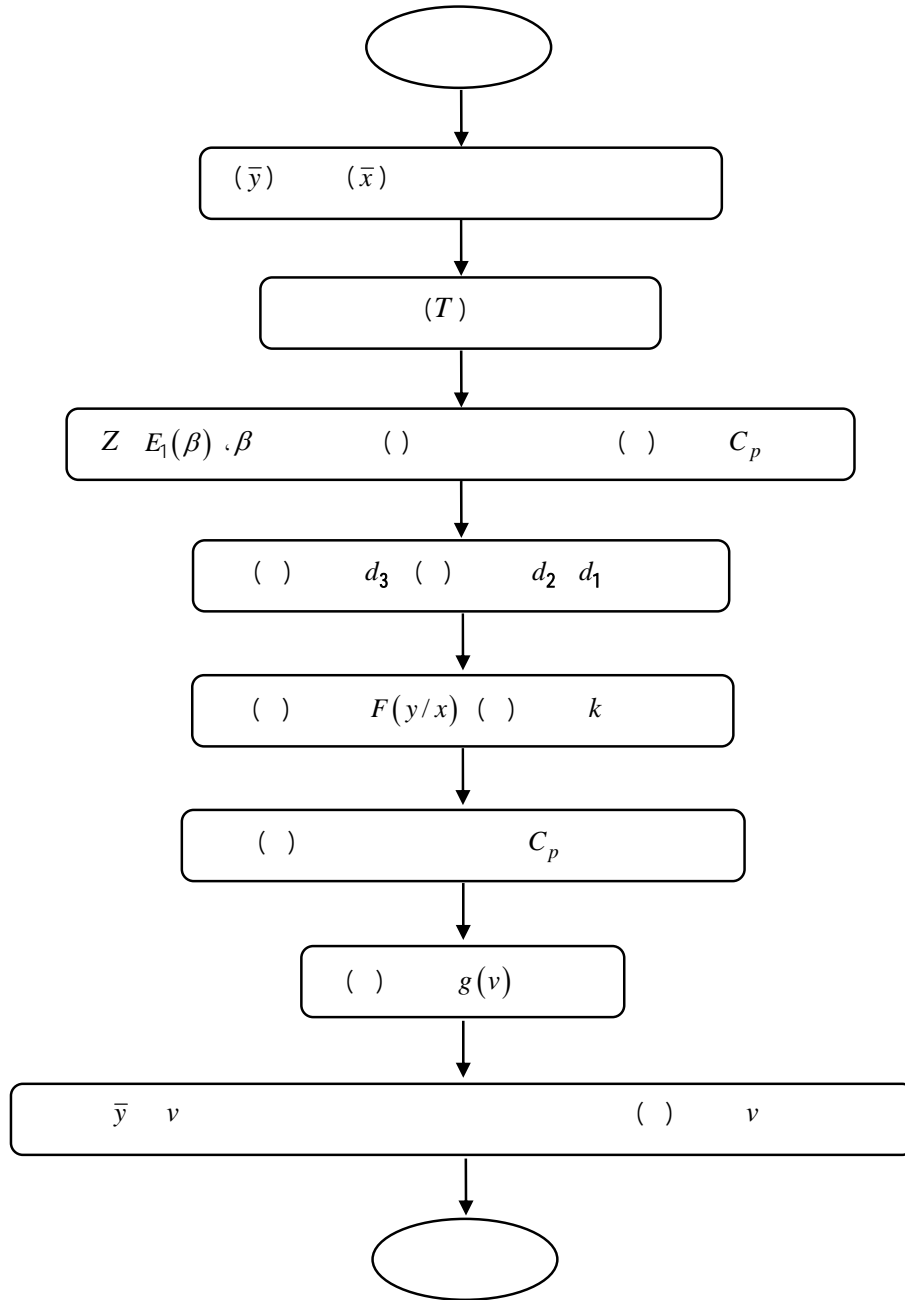 (ȳ) (x̄)
(T)
Z E₁(β) ، β () ( ) Cₚ
( ) d₃ ( ) d₂ d₁
( ) F(y/x) ( ) k
( ) Cₚ
( ) g(v)
ȳ v ( ) v